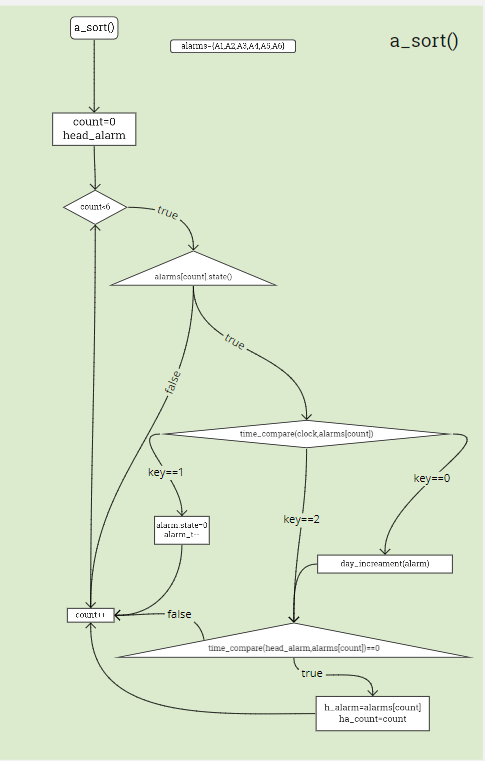 a_sort()
alarms={A1,A2,A3,A4,A5,A6}
a_sort()
count=0
head_alarm
count<6
true
alarms[count].state()
true
false
time_compare(clock,alarms[count])
key==1
key==0
key==2
alarm.state=0
alarm_t--
day_increament(alarm)
count++
false
time_compare(head_alarm,alarms[count])==0
true
h_alarm=alarms[count]
ha_count=count